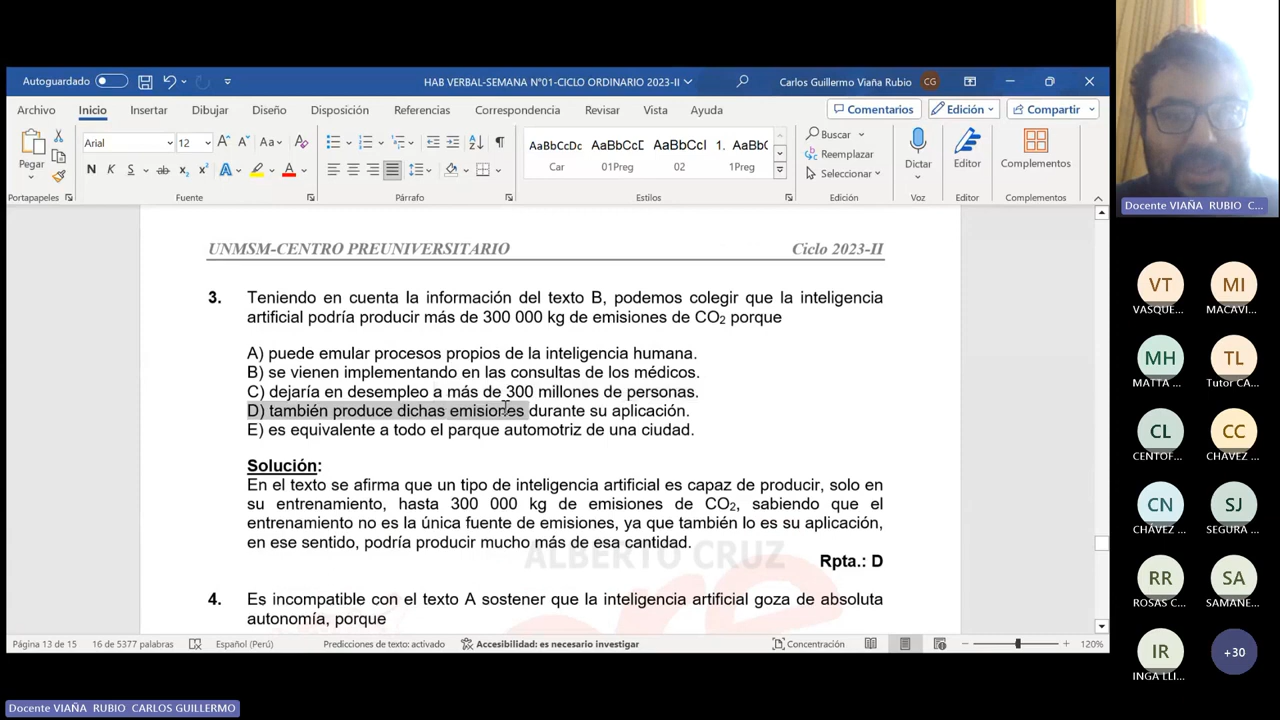 Autoguardado
HAB VERBAL-SEMANA N°01-CICLO ORDINARIO 2023-II
Carlos Guillermo Viaña Rubio
CG
Archivo Inicio Insertar Dibujar Diseño Disposición Referencias Correspondencia Revisar Vista Ayuda
Comentarios
Edición
Compartir
Pegar
Arial
12
AaBbCcDc
Car
AaBbCcD
01Preg
AaBbCcI
02
1. AaBb
1Preg
Buscar
Reemplazar
Seleccionar
Dictar
Editor
Complementos
Portapapeles
Fuente
Párrafo
Estilos
Edición
Voz
Editor
Complementos
UNMSM-CENTRO PREUNIVERSITARIO Ciclo 2023-II
3. Teniendo en cuenta la información del texto B, podemos colegir que la inteligencia
artificial podría producir más de 300 000 kg de emisiones de CO₂ porque
A) puede emular procesos propios de la inteligencia humana.
B) se vienen implementando en las consultas de los médicos.
C) dejaría en desempleo a más de 300 millones de personas.
D) también produce dichas emisiones durante su aplicación.
E) es equivalente a todo el parque automotriz de una ciudad.
Solución:
En el texto se afirma que un tipo de inteligencia artificial es capaz de producir, solo en
su entrenamiento, hasta 300 000 kg de emisiones de CO₂, sabiendo que el
entrenamiento no es la única fuente de emisiones, ya que también lo es su aplicación,
en ese sentido, podría producir mucho más de esa cantidad.
ALBERTO CRUZ
Rpta.: D
4. Es incompatible con el texto A sostener que la inteligencia artificial goza de absoluta
autonomía, porque
Página 13 de 15 16 de 5377 palabras Español (Perú) Predicciones de texto: activado Accesibilidad: es necesario investigar Concentración 120%
Docente VIAÑA RUBIO C...
VT
VASQUE...
MI
MACAVI...
MH
MATTA ...
TL
Tutor CA...
CL
CENTOF...
CC
CHAVEZ ...
CN
CHÁVEZ ...
SJ
SEGURA ...
RR
ROSAS C...
SA
SAMANE...
IR
INGA LLI...
+30
Docente VIAÑA RUBIO CARLOS GUILLERMO